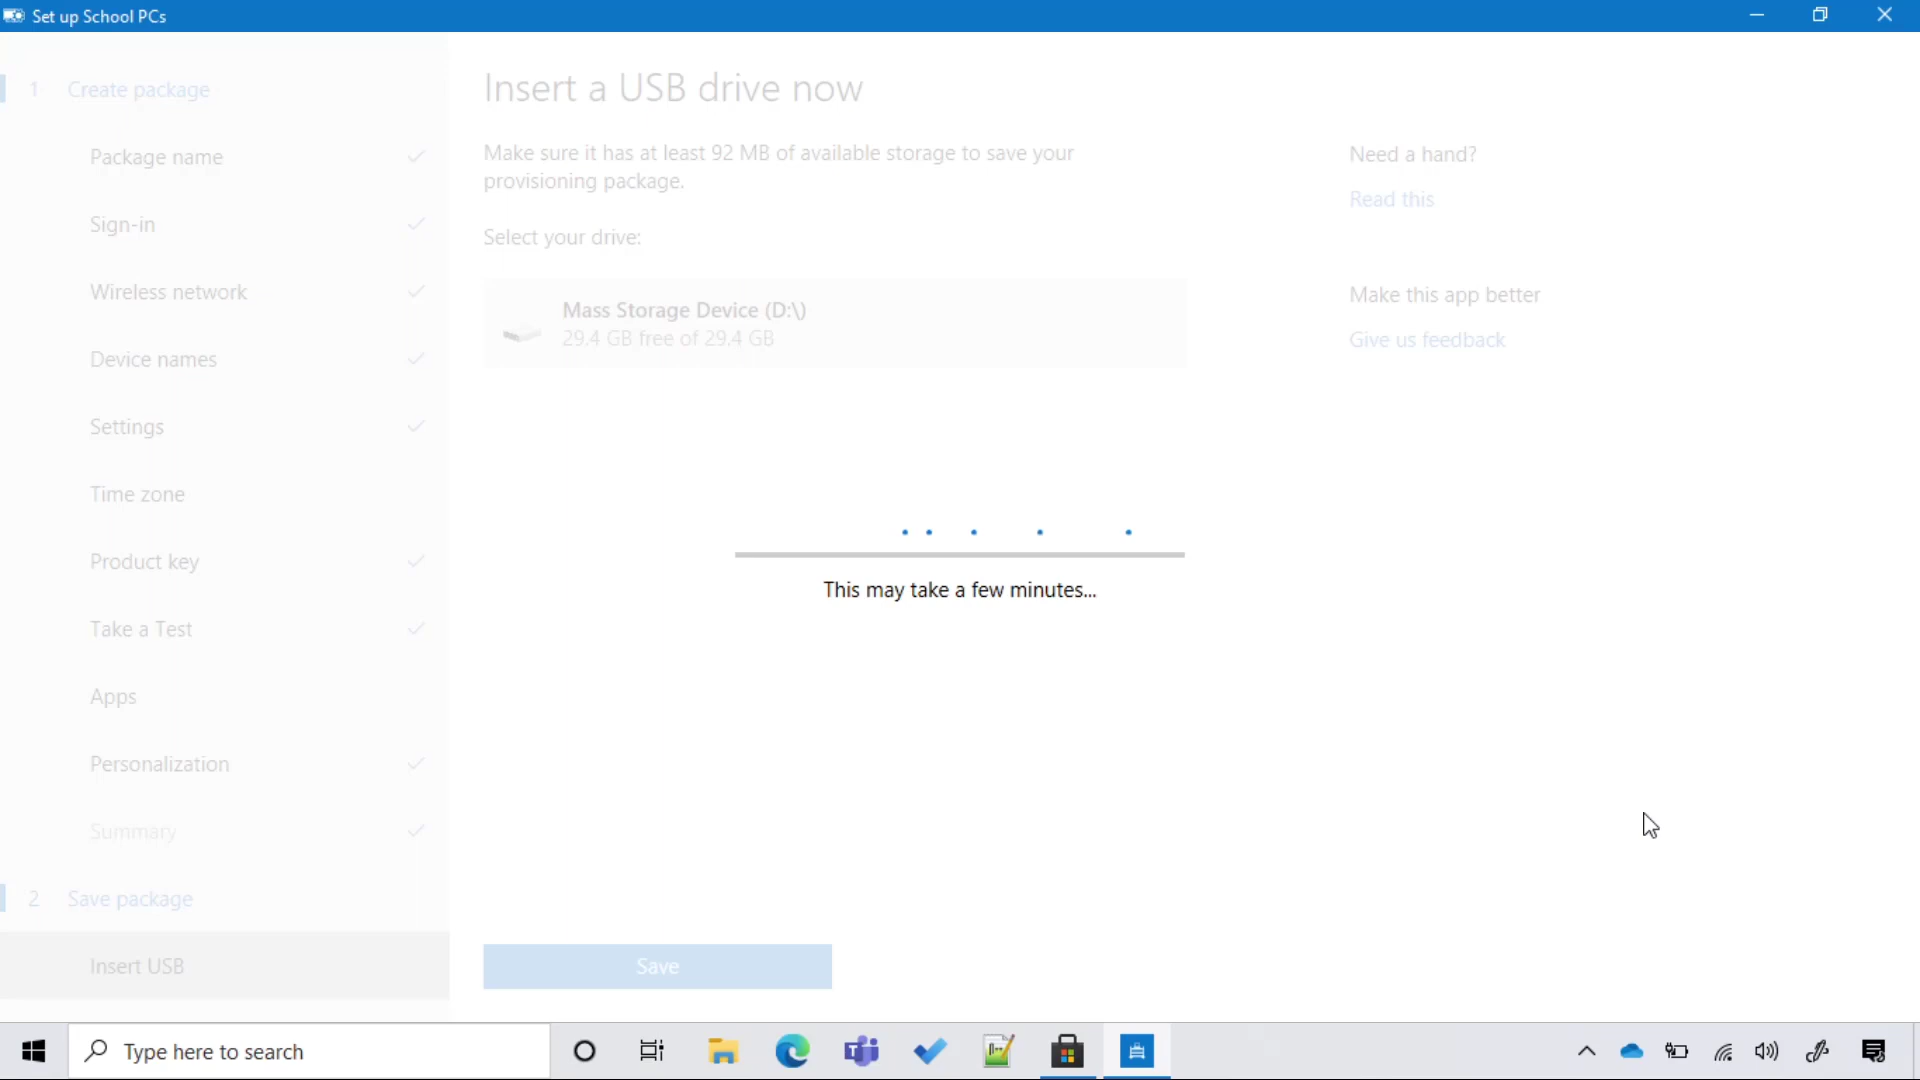 Set up School PCs
1 Create package
Package name
Sign-in
Wireless network
Device names
Settings
Time zone
Product key
Take a Test
Apps
Personalization
Summary
2 Save package
Insert USB
Insert a USB drive now
Make sure it has at least 92 MB of available storage to save your
provisioning package.
Select your drive:
Mass Storage Device (D:\)
29,4 GB free of 29,4 GB
This may take a few minutes...
Save
Need a hand?
Read this
Make this app better
Give us feedback
Type here to search